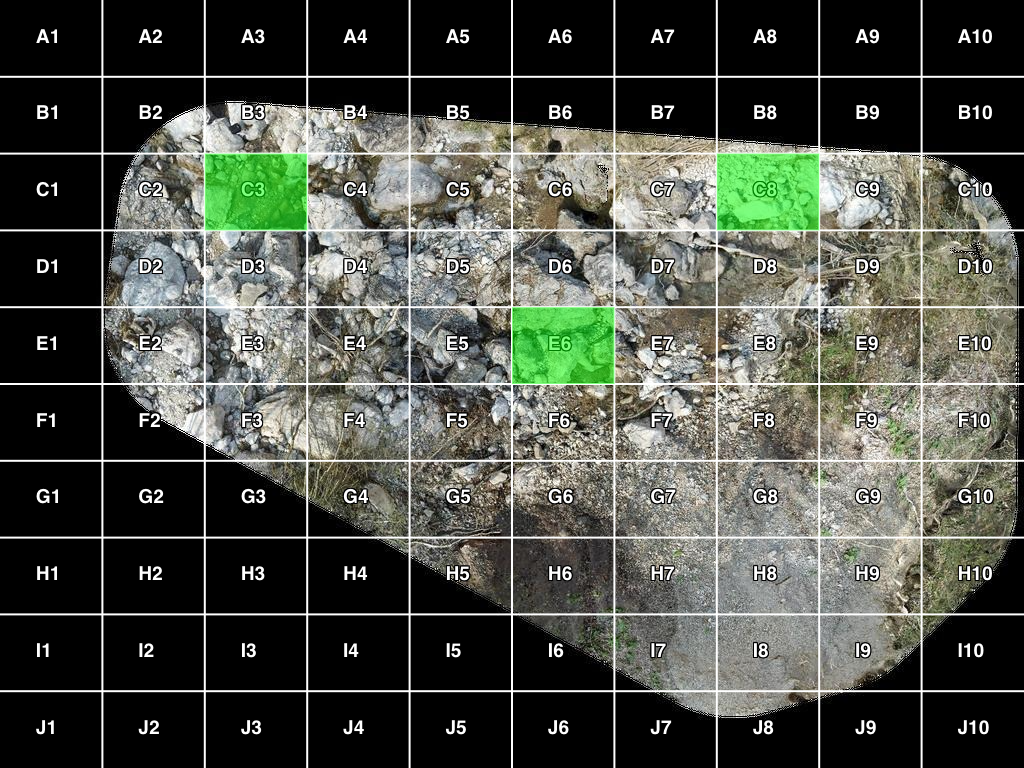 A1 A2 A3 A4 A5 A6 A7 A8 A9 A10
B1 B2 B3 B4 B5 B6 B7 B8 B9 B10
C1 C2 C3 C4 C5 C6 C7 C8 C9 C10
D1 D2 D3 D4 D5 D6 D7 D8 D9 D10
E1 E2 E3 E4 E5 E6 E7 E8 E9 E10
F1 F2 F3 F4 F5 F6 F7 F8 F9 F10
G1 G2 G3 G4 G5 G6 G7 G8 G9 G10
H1 H2 H3 H4 H5 H6 H7 H8 H9 H10
I1 I2 I3 I4 I5 I6 I7 I8 I9 I10
J1 J2 J3 J4 J5 J6 J7 J8 J9 J10